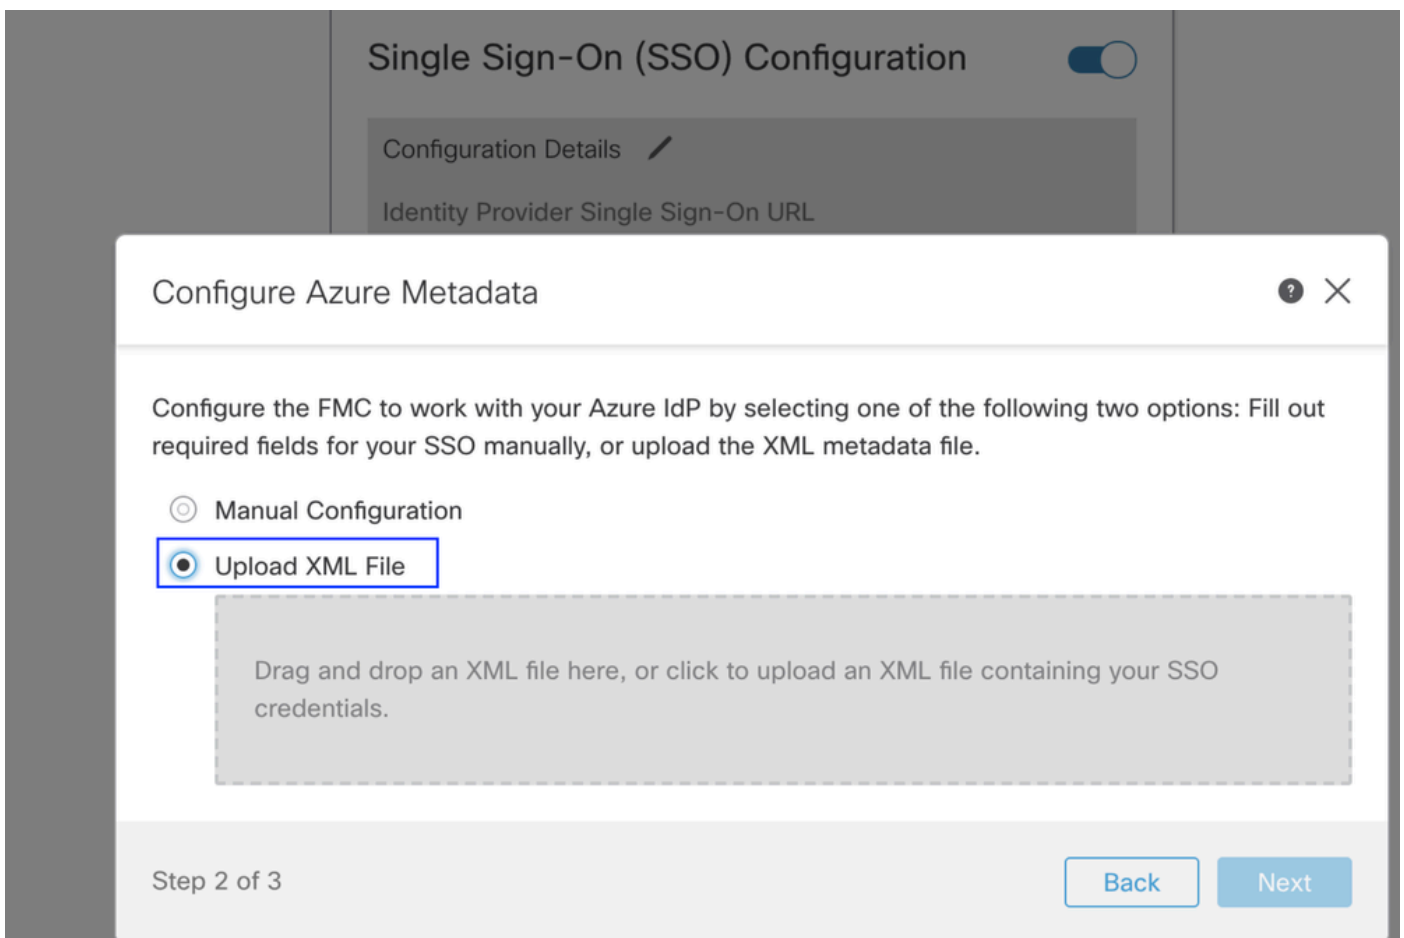 Single Sign-On (SSO) Configuration
Configuration Details
Identity Provider Single Sign-On URL
Configure Azure Metadata
?
Configure the FMC to work with your Azure IdP by selecting one of the following two options: Fill out
required fields for your SSO manually, or upload the XML metadata file.
Manual Configuration
Upload XML File
Drag and drop an XML file here, or click to upload an XML file containing your SSO
credentials.
Step 2 of 3
Back
Next